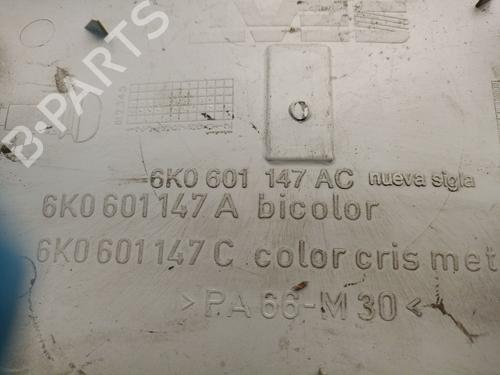 B-PARTS
6K0 601 147 AC nueva sigla
6K0 601 147 A bicolor
6K0 601 147 C color cris met
>PA 66-M 30<